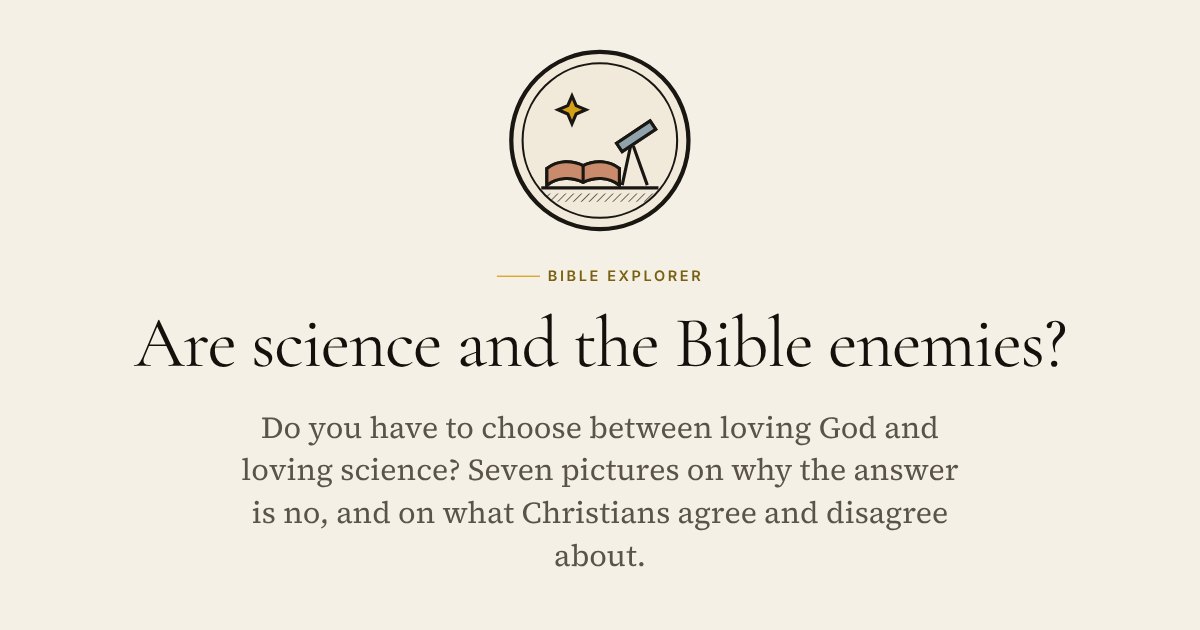 BIBLE EXPLORER
Are science and the Bible enemies?
Do you have to choose between loving God and
loving science? Seven pictures on why the answer
is no, and on what Christians agree and disagree
about.